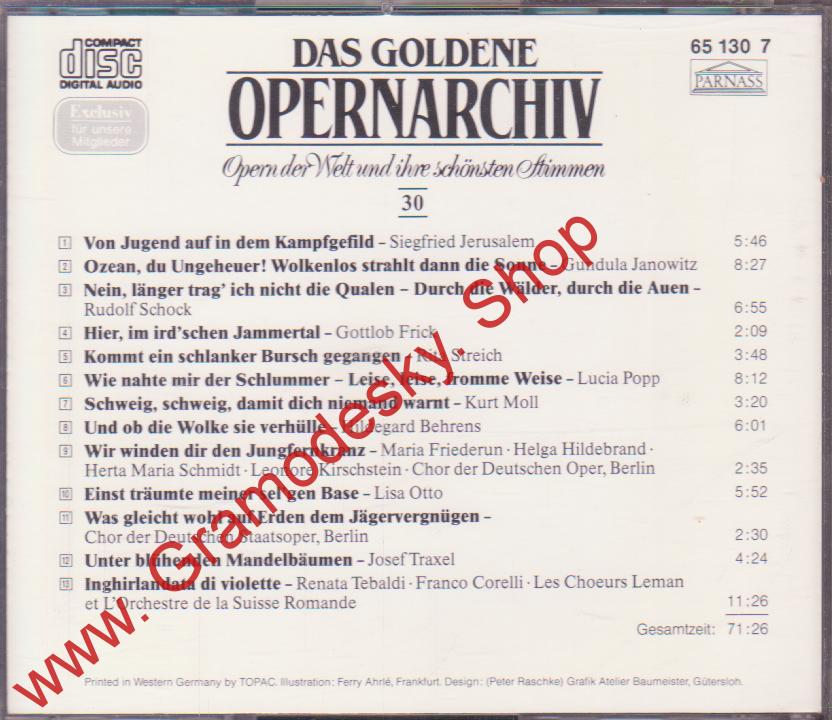 COMPACT
disc
DIGITAL AUDIO
Exclusiv
für unsere
Mitglieder
DAS GOLDENE
OPERNARCHIV
Opern der Welt und ihre schönsten Stimmen
30
65 130 7
PARNASS
1 Von Jugend auf in dem Kampfgefild – Siegfried Jerusalem 5:46
2 Ozean, du Ungeheuer! Wolkenlos strahlt dann die Sonne – Gundula Janowitz 8:27
3 Nein, länger trag' ich nicht die Qualen – Durch die Wälder, durch die Auen –
Rudolf Schock 6:55
4 Hier, im ird'schen Jammertal – Gottlob Frick 2:09
5 Kommt ein schlanker Bursch gegangen – Rita Streich 3:48
6 Wie nahte mir der Schlummer – Leise, leise, fromme Weise – Lucia Popp 8:12
7 Schweig, schweig, damit dich niemand warnt – Kurt Moll 3:20
8 Und ob die Wolke sie verhülle – Hildegard Behrens 6:01
9 Wir winden dir den Jungfernkranz – Maria Friederun · Helga Hildebrand ·
Herta Maria Schmidt · Leonore Kirschstein · Chor der Deutschen Oper, Berlin 2:35
10 Einst träumte meiner sel'gen Base – Lisa Otto 5:52
11 Was gleicht wohl auf Erden dem Jägervergnügen –
Chor der Deutschen Staatsoper, Berlin 2:30
12 Unter blühenden Mandelbäumen – Josef Traxel 4:24
13 Inghirlandata di violette – Renata Tebaldi · Franco Corelli · Les Choeurs Leman
et L'Orchestre de la Suisse Romande 11:26
Gesamtzeit: 71:26
Printed in Western Germany by TOPAC. Illustration: Ferry Ahrlé, Frankfurt. Design: (Peter Raschke) Grafik Atelier Baumeister, Gütersloh.
www. Gramodesky. Shop